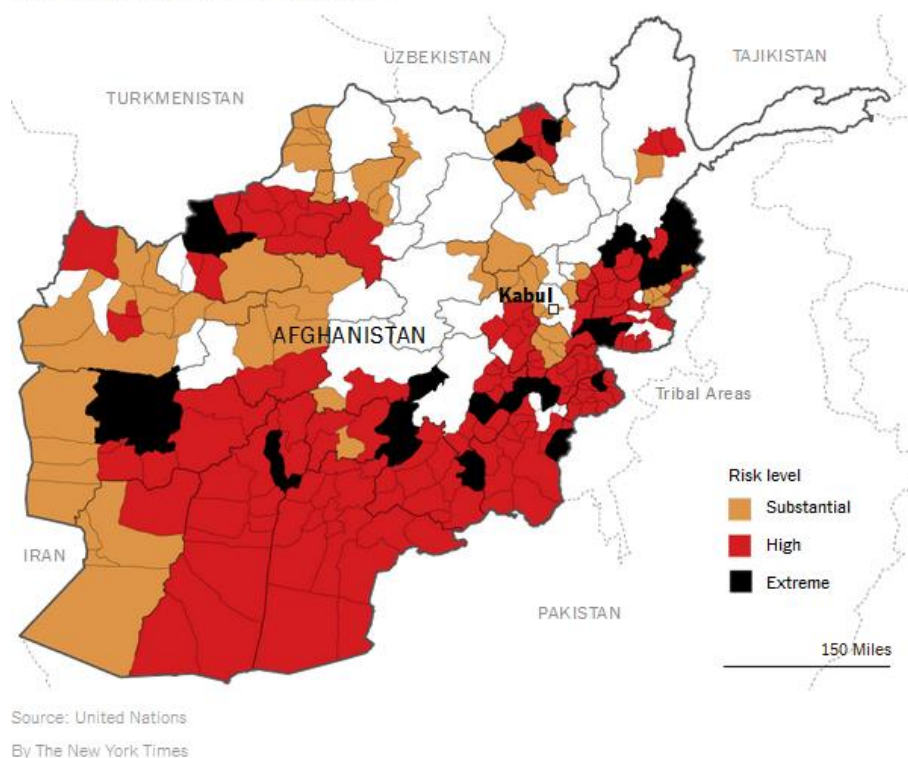 UZBEKISTAN
TAJIKISTAN
TURKMENISTAN
Kabul
AFGHANISTAN
Tribal Areas
Risk level
Substantial
High
Extreme
IRAN
PAKISTAN
150 Miles
Source: United Nations
By The New York Times